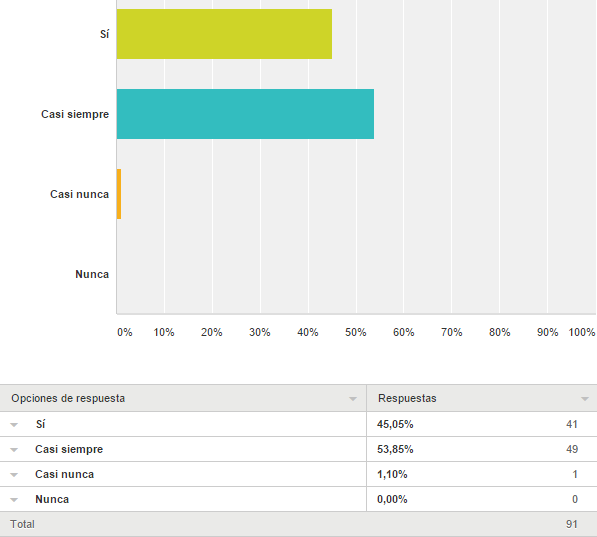 Sí
Casi siempre
Casi nunca
Nunca
0% 10% 20% 30% 40% 50% 60% 70% 80% 90% 100%
Opciones de respuesta Respuestas
Sí 45,05% 41
Casi siempre 53,85% 49
Casi nunca 1,10% 1
Nunca 0,00% 0
Total 91